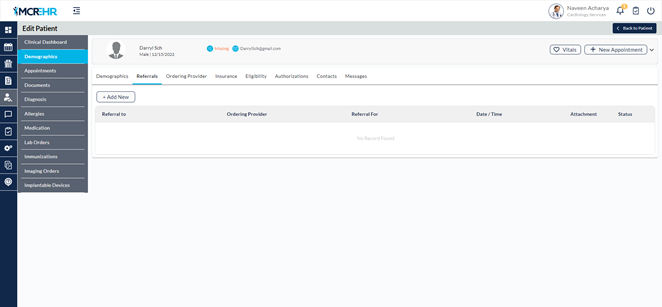 MCREHR
Naveen Acharya
Cardiology Services
Edit Patient
Back to Patient
Clinical Dashboard
Demographics
Appointments
Documents
Diagnosis
Allergies
Medication
Lab Orders
Immunizations
Imaging Orders
Implantable Devices
Darryl Sch
Male | 12/15/2022
Missing
Darrylsch@gmail.com
Vitals
New Appointment
Demographics Referrals Ordering Provider Insurance Eligibility Authorizations Contacts Messages
+ Add New
Referral to Ordering Provider Referral For Date / Time Attachment Status
No Record Found